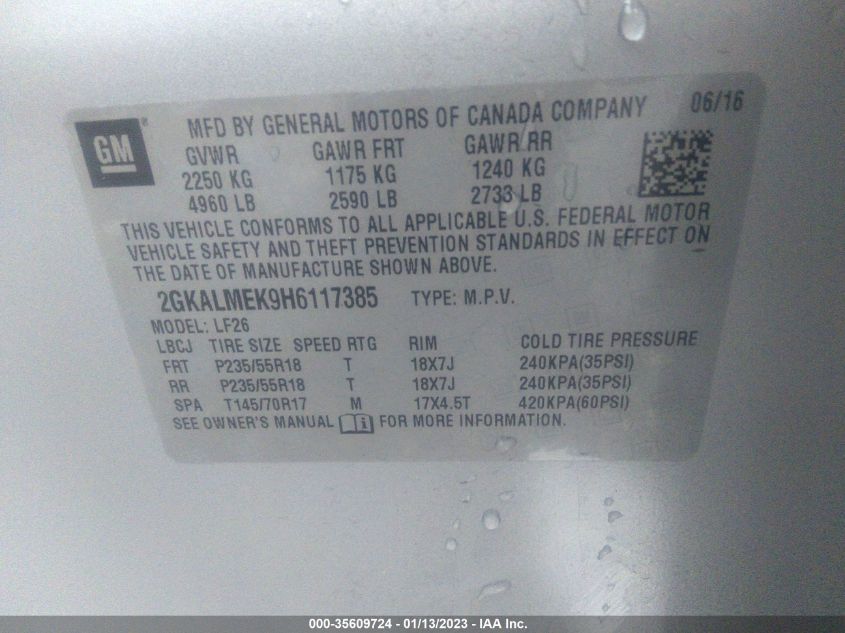 GM® MFD BY GENERAL MOTORS OF CANADA COMPANY 06/16
GVWR GAWR FRT GAWR RR
2250 KG 1175 KG 1240 KG
4960 LB 2590 LB 2733 LB
THIS VEHICLE CONFORMS TO ALL APPLICABLE U.S. FEDERAL MOTOR
VEHICLE SAFETY AND THEFT PREVENTION STANDARDS IN EFFECT ON
THE DATE OF MANUFACTURE SHOWN ABOVE.
2GKALMEK9H6117385 TYPE: M.P.V.
MODEL: LF26
LBCJ TIRE SIZE SPEED RTG RIM COLD TIRE PRESSURE
FRT P235/55R18 T 18X7J 240KPA(35PSI)
RR P235/55R18 T 18X7J 240KPA(35PSI)
SPA T145/70R17 M 17X4.5T 420KPA(60PSI)
SEE OWNER'S MANUAL FOR MORE INFORMATION.
000-35609724 - 01/13/2023 - IAA Inc.